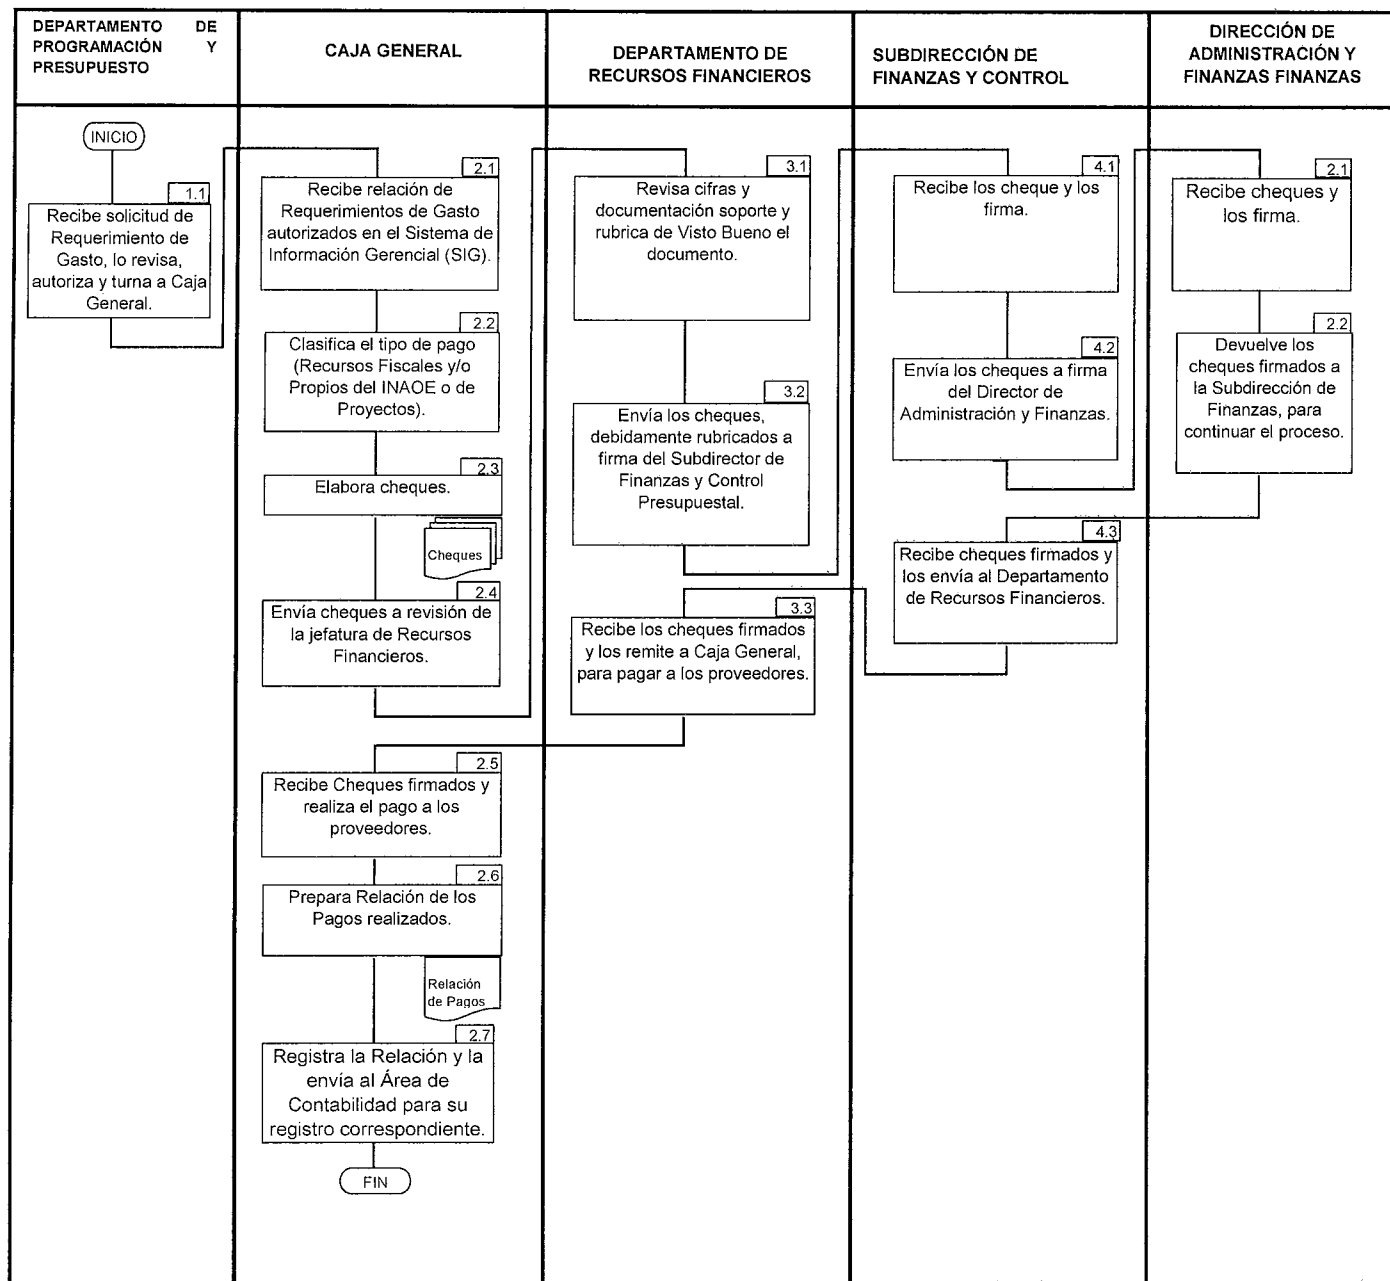 DEPARTAMENTO DE
PROGRAMACIÓN Y
PRESUPUESTO
CAJA GENERAL
DEPARTAMENTO DE
RECURSOS FINANCIEROS
SUBDIRECCIÓN DE
FINANZAS Y CONTROL
DIRECCIÓN DE
ADMINISTRACIÓN Y
FINANZAS FINANZAS
INICIO
1.1
Recibe solicitud de
Requerimiento de
Gasto, lo revisa,
autoriza y turna a Caja
General.
2.1
Recibe relación de
Requerimientos de Gasto
autorizados en el Sistema de
Información Gerencial (SIG).
2.2
Clasifica el tipo de pago
(Recursos Fiscales y/o
Propios del INAOE o de
Proyectos).
2.3
Elabora cheques.
Cheques
2.4
Envía cheques a revisión de
la jefatura de Recursos
Financieros.
3.1
Revisa cifras y
documentación soporte y
rubrica de Visto Bueno el
documento.
3.2
Envía los cheques,
debidamente rubricados a
firma del Subdirector de
Finanzas y Control
Presupuestal.
4.1
Recibe los cheque y los
firma.
4.2
Envía los cheques a firma
del Director de
Administración y Finanzas.
2.1
Recibe cheques y
los firma.
2.2
Devuelve los
cheques firmados a
la Subdirección de
Finanzas, para
continuar el proceso.
4.3
Recibe cheques firmados y
los envía al Departamento
de Recursos Financieros.
3.3
Recibe los cheques firmados
y los remite a Caja General,
para pagar a los proveedores.
2.5
Recibe Cheques firmados y
realiza el pago a los
proveedores.
2.6
Prepara Relación de los
Pagos realizados.
Relación
de Pagos
2.7
Registra la Relación y la
envía al Área de
Contabilidad para su
registro correspondiente.
FIN